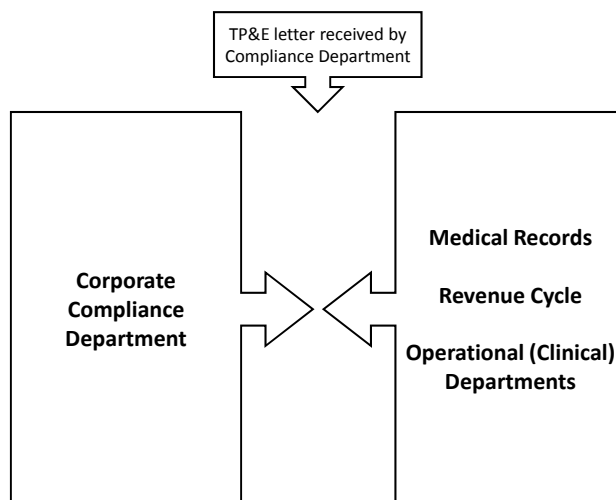 TP&E letter received by
Compliance Department
Corporate
Compliance
Department
Medical Records
Revenue Cycle
Operational (Clinical)
Departments